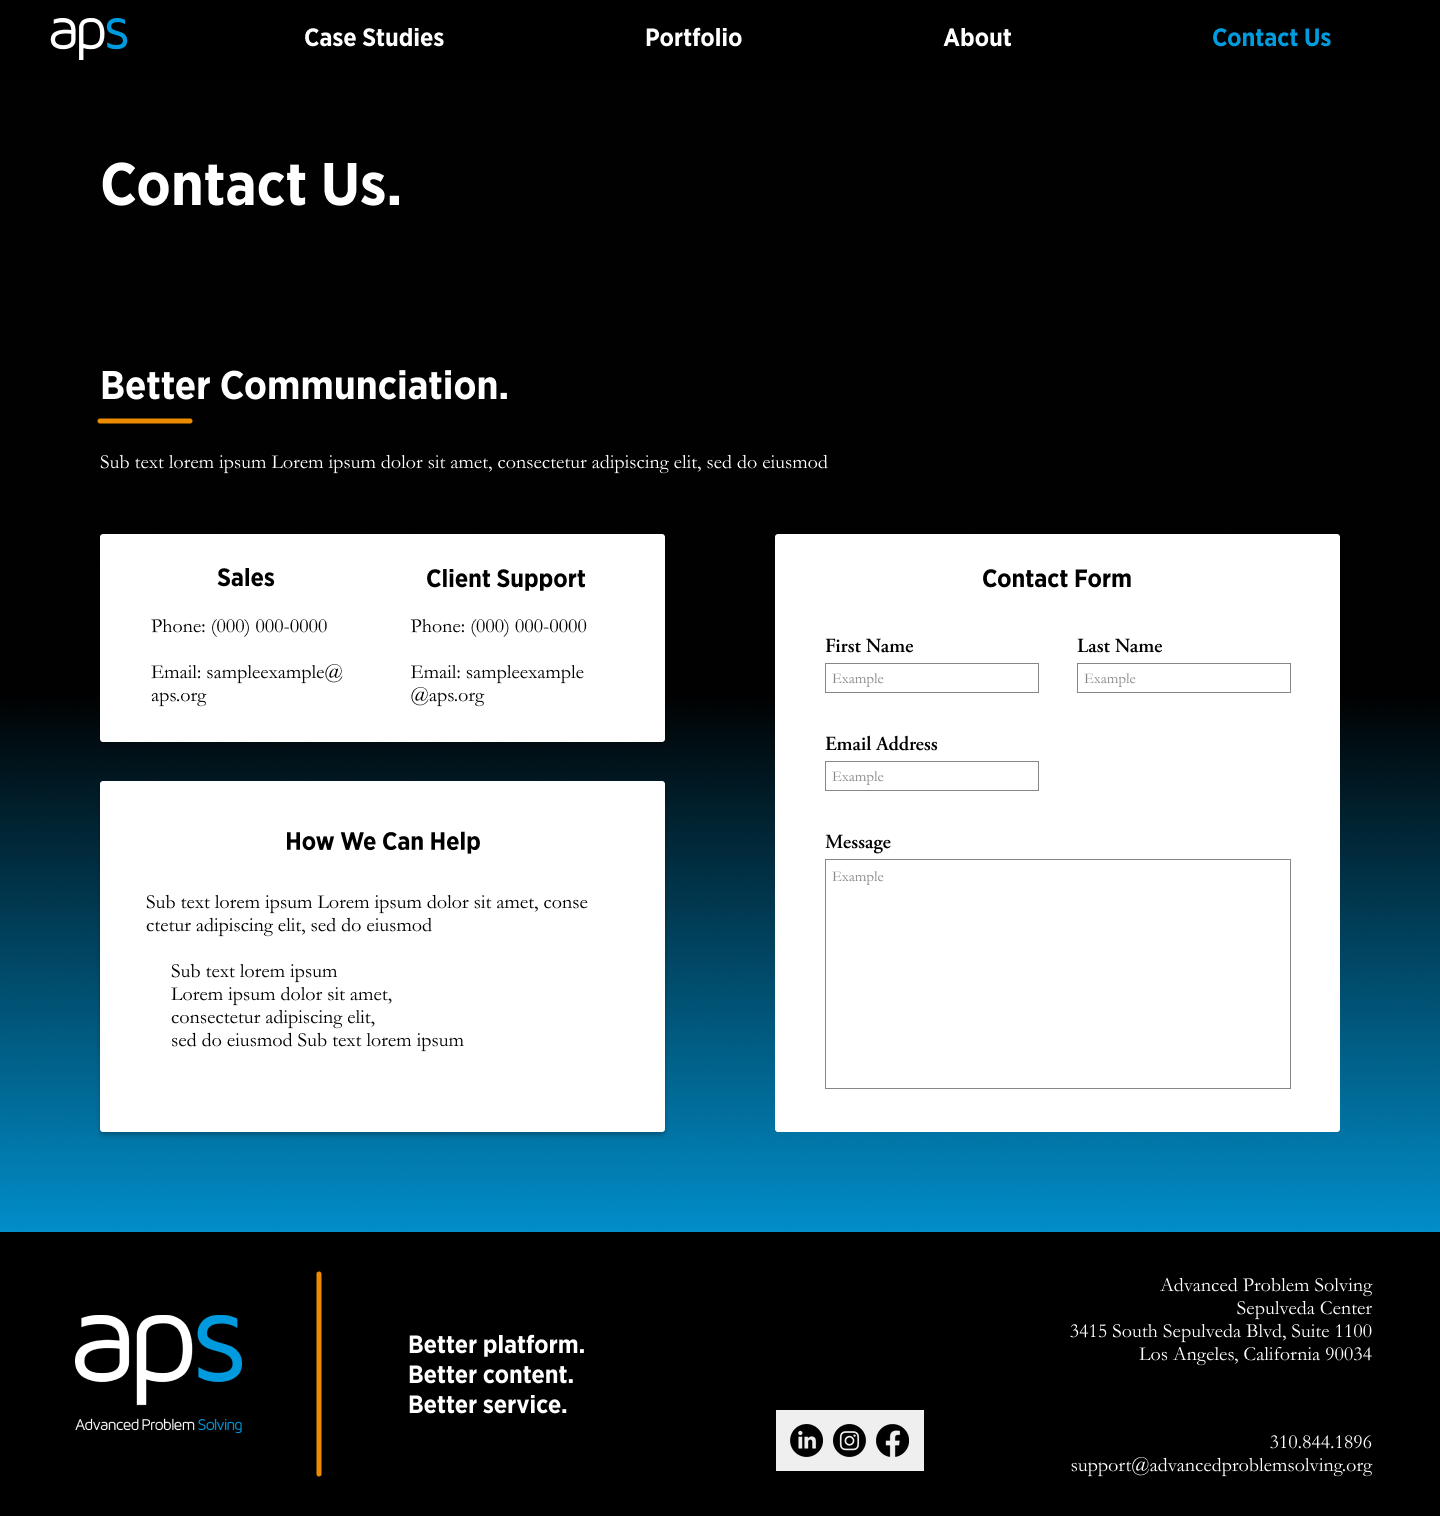 aps
Case Studies
Portfolio
About
Contact Us
Contact Us.
Better Communciation.
Sub text lorem ipsum Lorem ipsum dolor sit amet, consectetur adipiscing elit, sed do eiusmod
Sales
Phone: (000) 000-0000
Email: sampleexample@
aps.org
Client Support
Phone: (000) 000-0000
Email: sampleexample
@aps.org
How We Can Help
Sub text lorem ipsum Lorem ipsum dolor sit amet, conse
ctetur adipiscing elit, sed do eiusmod
Sub text lorem ipsum
Lorem ipsum dolor sit amet,
consectetur adipiscing elit,
sed do eiusmod Sub text lorem ipsum
Contact Form
First Name
Example
Last Name
Example
Email Address
Example
Message
Example
aps
Advanced Problem Solving
Better platform.
Better content.
Better service.
in
Advanced Problem Solving
Sepulveda Center
3415 South Sepulveda Blvd, Suite 1100
Los Angeles, California 90034
310.844.1896
support@advancedproblemsolving.org